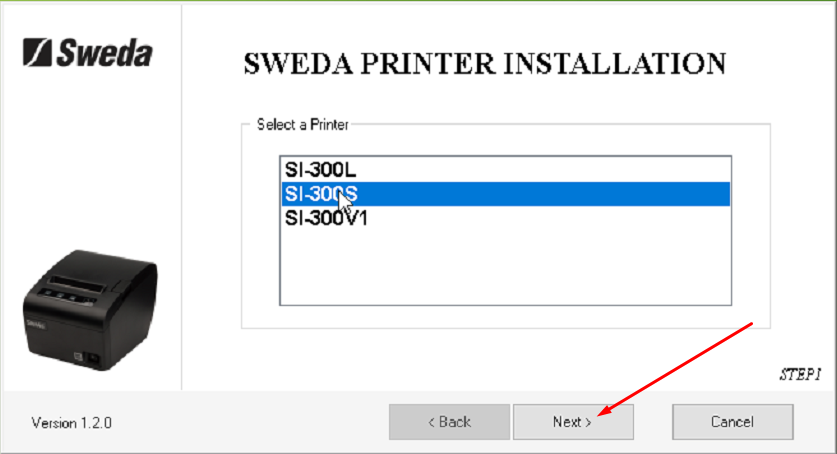 Sweda
SWEDA PRINTER INSTALLATION
Select a Printer
SI-300L
SI-300S
SI-300V1
Sweda
STEP1
Version 1.2.0
< Back
Next >
Cancel